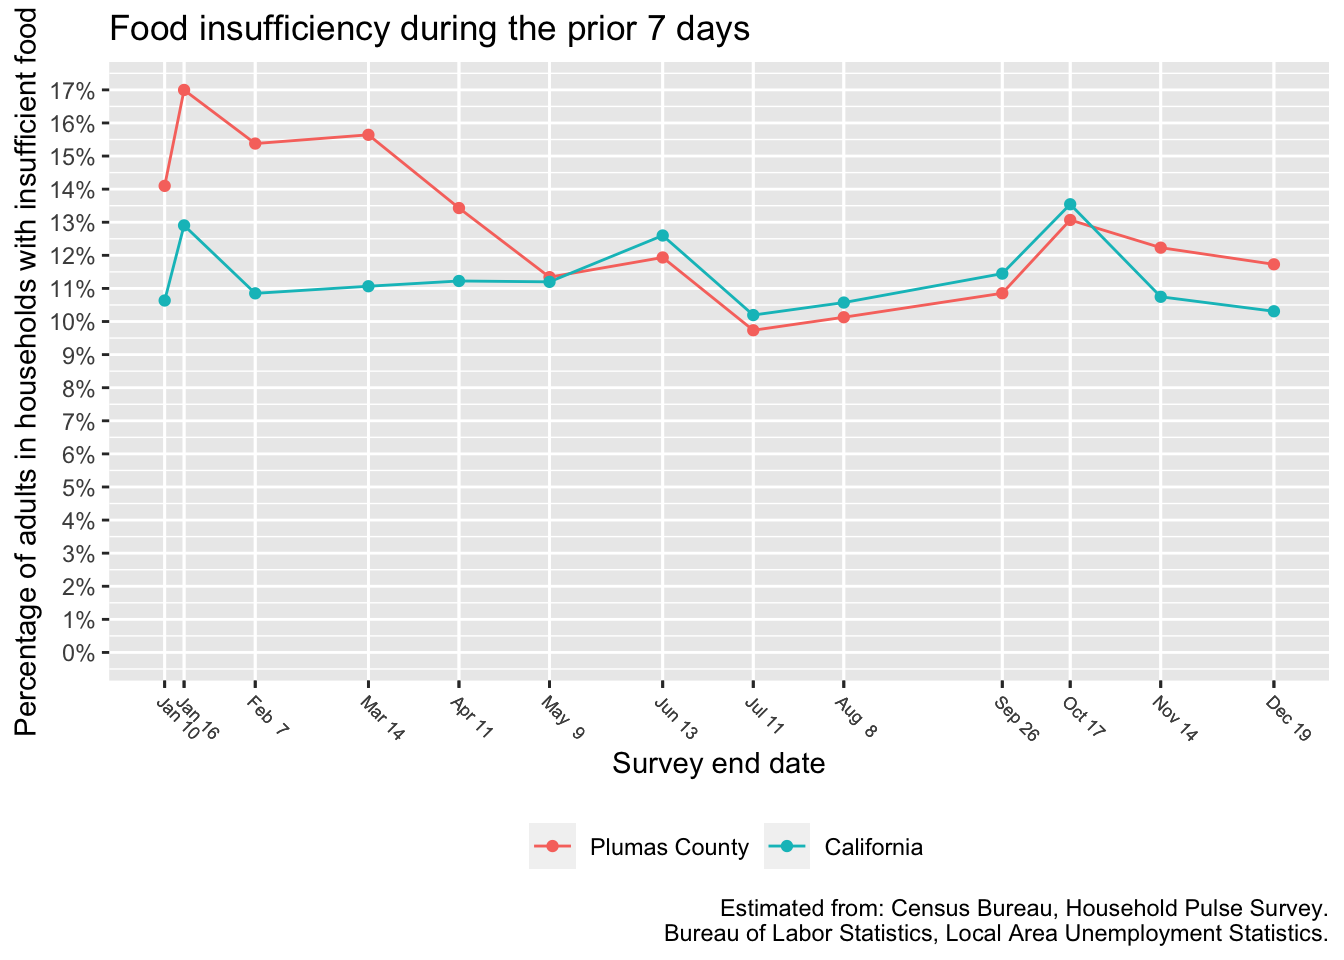 Food insufficiency during the prior 7 days
Percentage of adults in households with insufficient food
17%
16%
15%
14%
13%
12%
11%
10%
9%
8%
7%
6%
5%
4%
3%
2%
1%
0%
Jan 10
Jan 16
Feb 7
Mar 14
Apr 11
May 9
Jun 13
Jul 11
Aug 8
Sep 26
Oct 17
Nov 14
Dec 19
Survey end date
Plumas County
California
Estimated from: Census Bureau, Household Pulse Survey.
Bureau of Labor Statistics, Local Area Unemployment Statistics.